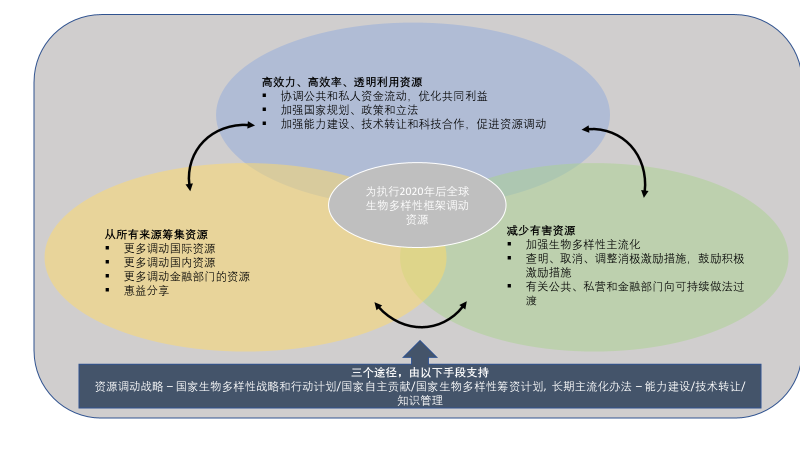 高效力、高效率、透明利用资源
▪ 协调公共和私人资金流动，优化共同利益
▪ 加强国家规划、政策和立法
▪ 加强能力建设、技术转让和科技合作，促进资源调动
为执行2020年后全球
生物多样性框架调动
资源
从所有来源筹集资源
▪ 更多调动国际资源
▪ 更多调动国内资源
▪ 更多调动金融部门的资源
▪ 惠益分享
减少有害资源
▪ 加强生物多样性主流化
▪ 查明、取消、调整消极激励措施，鼓励积极
激励措施
▪ 有关公共、私营和金融部门向可持续做法过
渡
三个途径，由以下手段支持
资源调动战略 – 国家生物多样性战略和行动计划/国家自主贡献/国家生物多样性筹资计划, 长期主流化办法 – 能力建设/技术转让/
知识管理